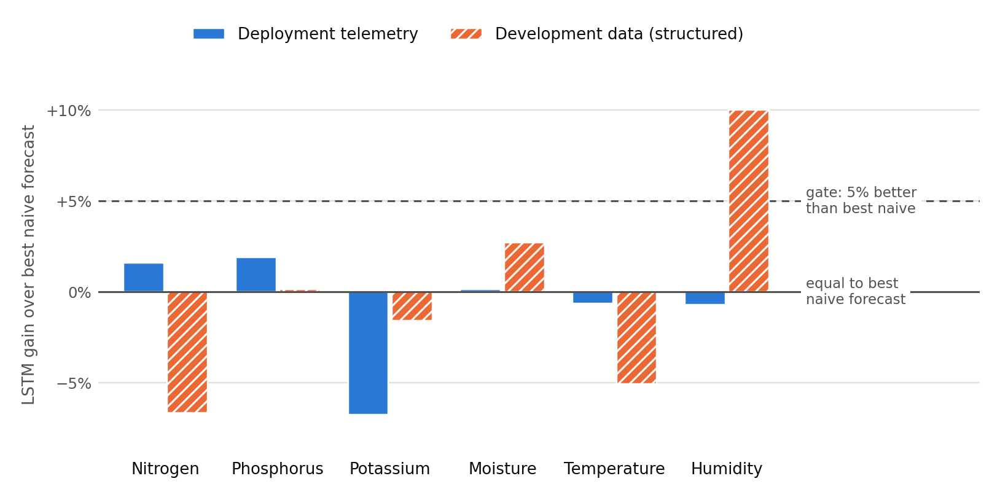 Deployment telemetry
Development data (structured)
LSTM gain over best naive forecast
+10%
+5%
0%
−5%
gate: 5% better
than best naive
equal to best
naive forecast
Nitrogen
Phosphorus
Potassium
Moisture
Temperature
Humidity